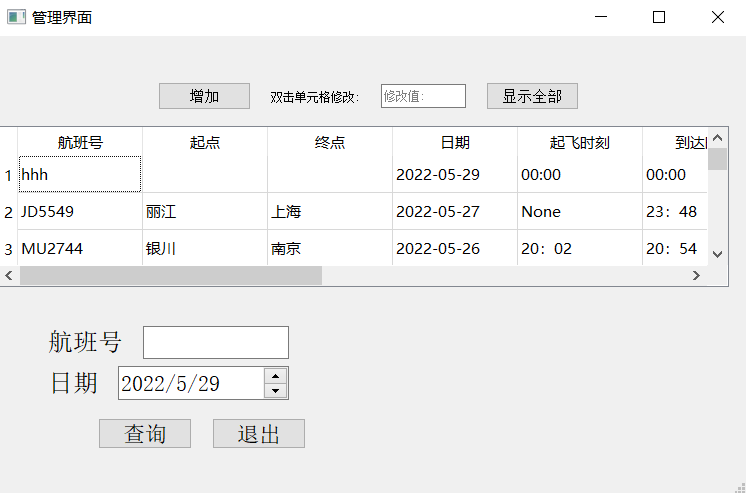 管理界面
增加 双击单元格修改： 修改值： 显示全部
航班号 起点 终点 日期 起飞时刻 到达
1 hhh 2022-05-29 00:00 00:00
2 JD5549 丽江 上海 2022-05-27 None 23：48
3 MU2744 银川 南京 2022-05-26 20：02 20：54
航班号
日期 2022/5/29
查询 退出